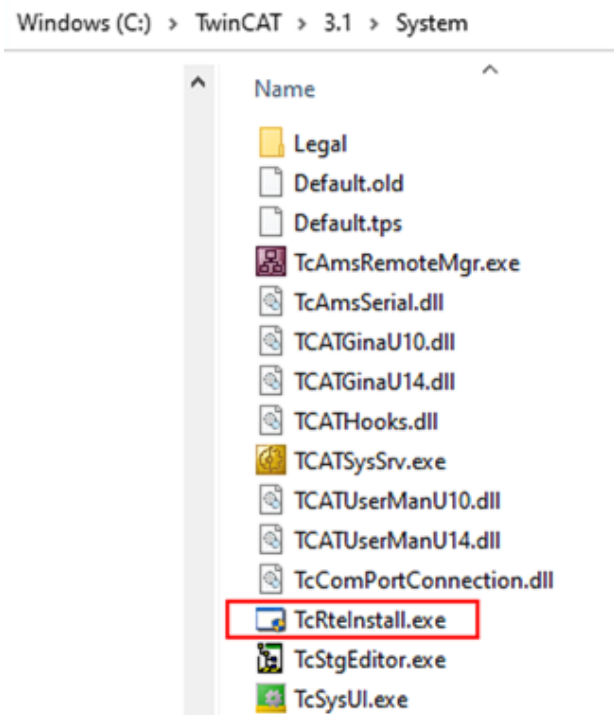 Windows (C:) > TwinCAT > 3.1 > System
Name
Legal
Default.old
Default.tps
TcAmsRemoteMgr.exe
TcAmsSerial.dll
TCATGinaU10.dll
TCATGinaU14.dll
TCATHooks.dll
TCATSysSrv.exe
TCATUserManU10.dll
TCATUserManU14.dll
TcComPortConnection.dll
TcRteInstall.exe
TcStgEditor.exe
TcSysUI.exe